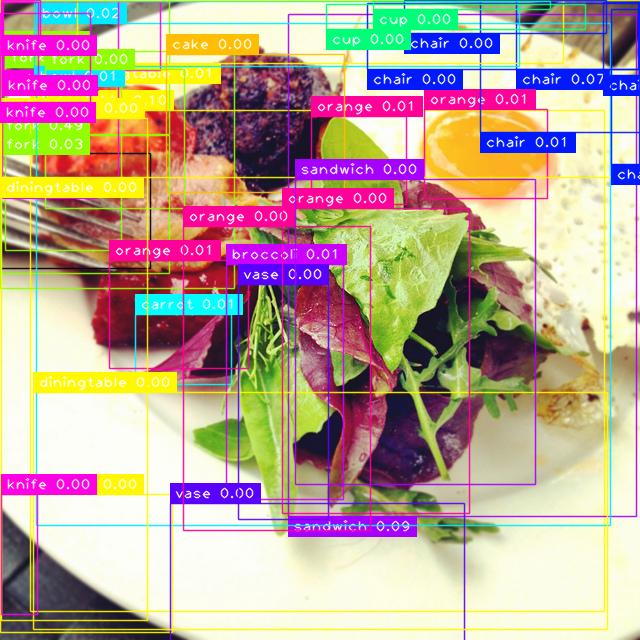 bowl 0.02
cup 0.00
cup 0.00
chair 0.00
knife 0.00
cake 0.00
fork 0.00
table 0.01
knife 0.00
chair 0.00
chair 0.07
orange 0.01
orange 0.01
knife 0.00
0.00
fork 0.49
fork 0.03
chair 0.01
sandwich 0.00
diningtable 0.00
orange 0.00
orange 0.00
orange 0.01
broccoli 0.01
vase 0.00
carrot 0.01
diningtable 0.00
knife 0.00
0.00
vase 0.00
sandwich 0.09